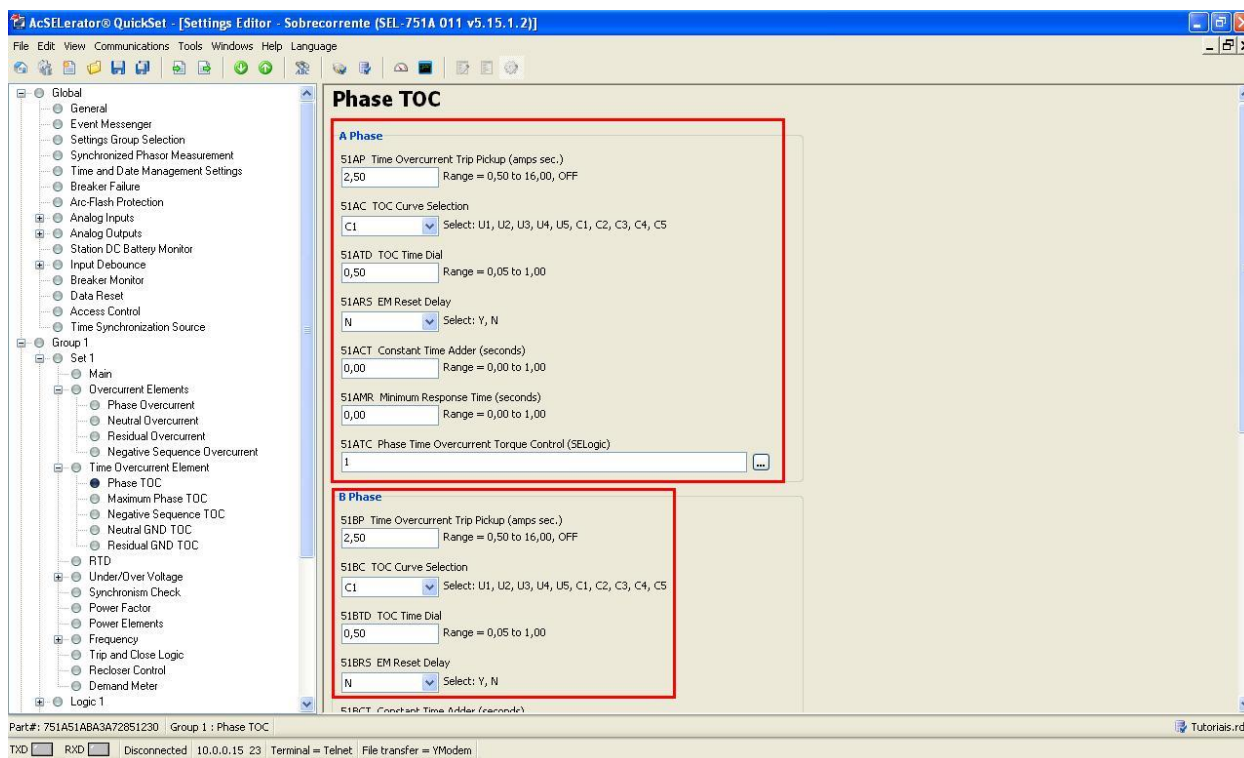 AcSELerator® QuickSet - [Settings Editor - Sobrecorrente (SEL-751A 011 v5.15.1.2)]
File Edit View Communications Tools Windows Help Language
Global
General
Event Messenger
Settings Group Selection
Synchronized Phasor Measurement
Time and Date Management Settings
Breaker Failure
Arc-Flash Protection
Analog Inputs
Analog Outputs
Station DC Battery Monitor
Input Debounce
Breaker Monitor
Data Reset
Access Control
Time Synchronization Source
Group 1
Set 1
Main
Overcurrent Elements
Phase Overcurrent
Neutral Overcurrent
Residual Overcurrent
Negative Sequence Overcurrent
Time Overcurrent Element
Phase TOC
Maximum Phase TOC
Negative Sequence TOC
Neutral GND TOC
Residual GND TOC
RTD
Under/Over Voltage
Synchronism Check
Power Factor
Power Elements
Frequency
Trip and Close Logic
Recloser Control
Demand Meter
Logic 1
Phase TOC
A Phase
51AP Time Overcurrent Trip Pickup (amps sec.)
2,50 Range = 0,50 to 16,00, OFF
51AC TOC Curve Selection
C1 Select: U1, U2, U3, U4, U5, C1, C2, C3, C4, C5
51ATD TOC Time Dial
0,50 Range = 0,05 to 1,00
51ARS EM Reset Delay
N Select: Y, N
51ACT Constant Time Adder (seconds)
0,00 Range = 0,00 to 1,00
51AMR Minimum Response Time (seconds)
0,00 Range = 0,00 to 1,00
51ATC Phase Time Overcurrent Torque Control (SELogic)
1 ...
B Phase
51BP Time Overcurrent Trip Pickup (amps sec.)
2,50 Range = 0,50 to 16,00, OFF
51BC TOC Curve Selection
C1 Select: U1, U2, U3, U4, U5, C1, C2, C3, C4, C5
51BTD TOC Time Dial
0,50 Range = 0,05 to 1,00
51BRS EM Reset Delay
N Select: Y, N
51BCT Constant Time Adder (seconds)
Part#: 751A51ABA3A72851230 Group 1 : Phase TOC Tutoriais.rd
TXD RXD Disconnected 10.0.0.15 23 Terminal = Telnet File transfer = YModem